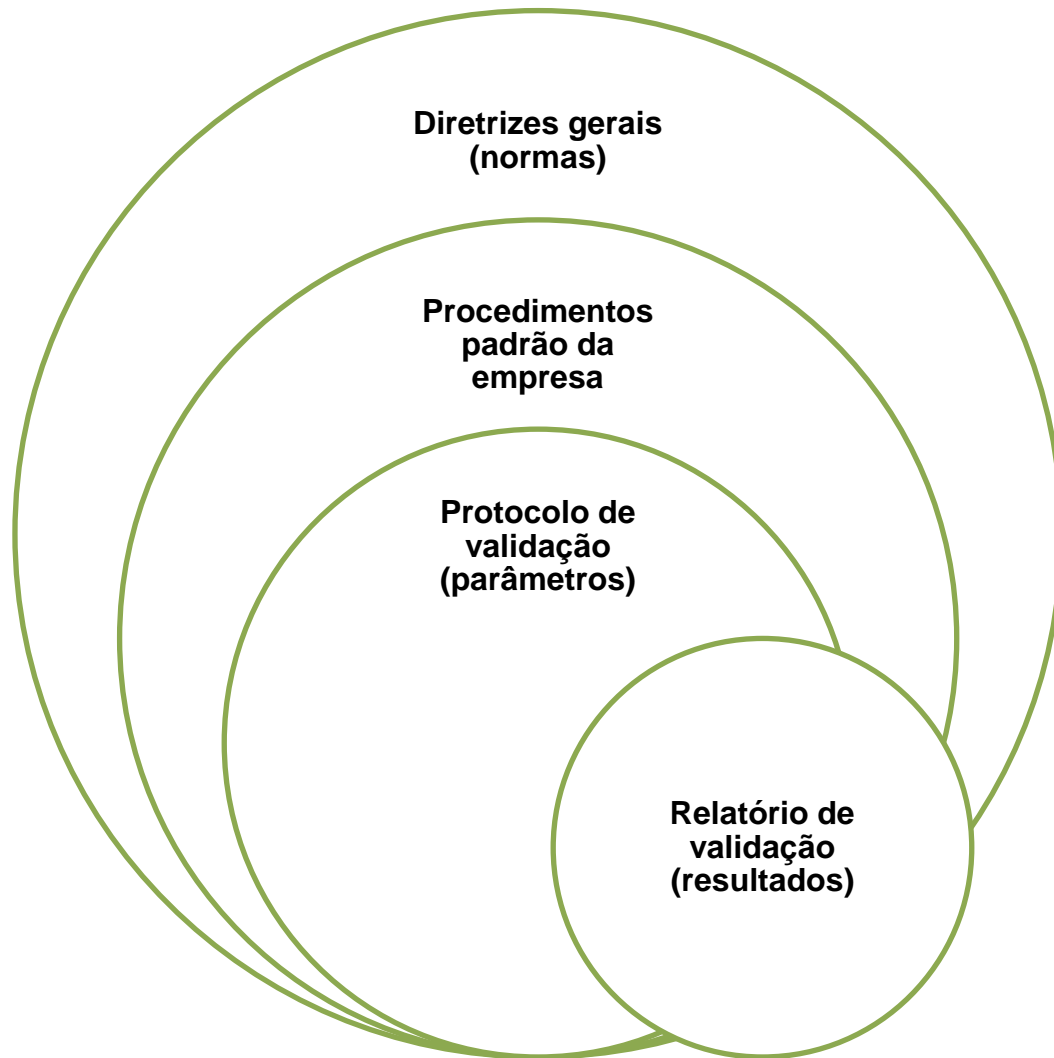 Diretrizes gerais
(normas)
Procedimentos
padrão da
empresa
Protocolo de
validação
(parâmetros)
Relatório de
validação
(resultados)